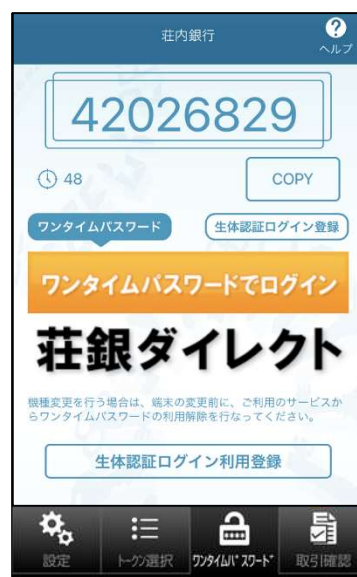 荘内銀行
?
ヘルプ
42026829
48
COPY
ワンタイムパスワード
生体認証ログイン登録
ワンタイムパスワードでログイン
荘銀ダイレクト
機種変更を行う場合は、端末の変更前に、ご利用のサービスか
らワンタイムパスワードの利用解除を行なってください。
生体認証ログイン利用登録
設定
トークン選択
ワンタイムパスワード
取引確認